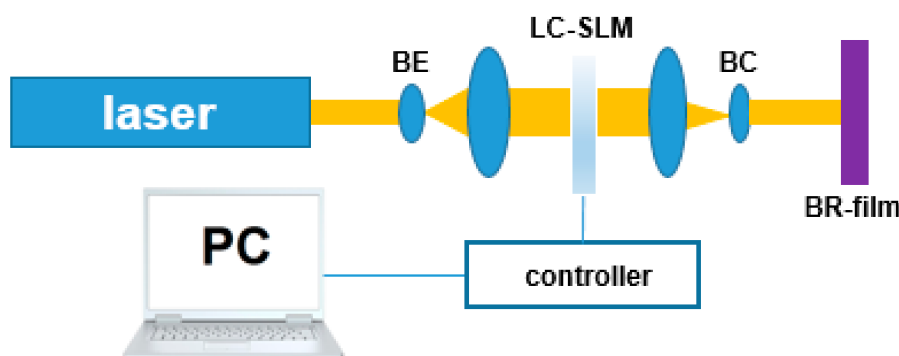 LC-SLM
BE
BC
laser
BR-film
PC
controller